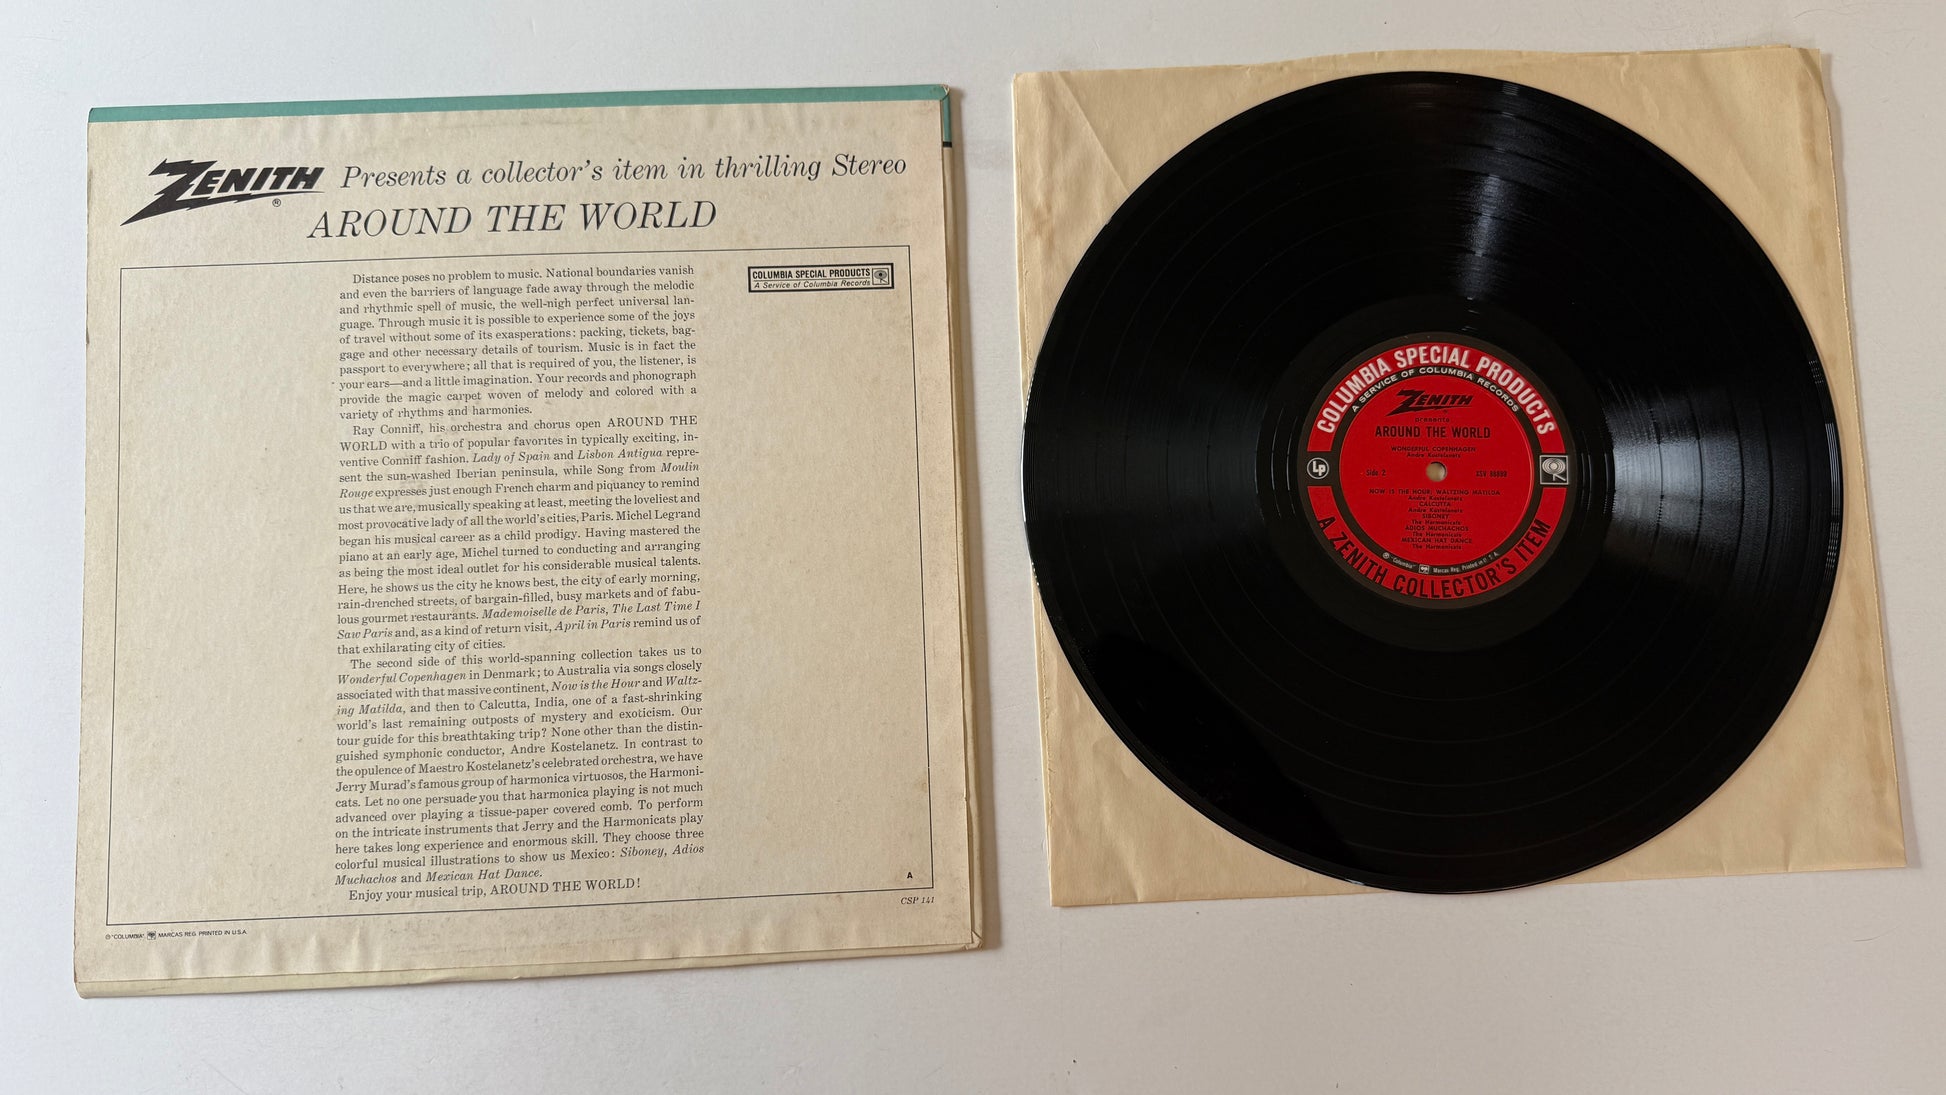 ZENITH ® Presents a collector's item in thrilling Stereo
AROUND THE WORLD
COLUMBIA SPECIAL PRODUCTS
A Service of Columbia Records
Distance poses no problem to music. National boundaries vanish
and even the barriers of language fade away through the melodic
and rhythmic spell of music, the well-nigh perfect universal lan-
guage. Through music it is possible to experience some of the joys
of travel without some of its exasperations: packing, tickets, bag-
gage and other necessary details of tourism. Music is in fact the
passport to everywhere; all that is required of you, the listener, is
your ears—and a little imagination. Your records and phonograph
provide the magic carpet woven of melody and colored with a
variety of rhythms and harmonies.
Ray Conniff, his orchestra and chorus open AROUND THE
WORLD with a trio of popular favorites in typically exciting, in-
ventive Conniff fashion. Lady of Spain and Lisbon Antigua repre-
sent the sun-washed Iberian peninsula, while Song from Moulin
Rouge expresses just enough French charm and piquancy to remind
us that we are, musically speaking at least, meeting the loveliest and
most provocative lady of all the world's cities, Paris. Michel Legrand
began his musical career as a child prodigy. Having mastered the
piano at an early age, Michel turned to conducting and arranging
as being the most ideal outlet for his considerable musical talents.
Here, he shows us the city he knows best, the city of early morning,
rain-drenched streets, of bargain-filled, busy markets and of fabu-
lous gourmet restaurants. Mademoiselle de Paris, The Last Time I
Saw Paris and, as a kind of return visit, April in Paris remind us of
that exhilarating city of cities.
The second side of this world-spanning collection takes us to
Wonderful Copenhagen in Denmark; to Australia via songs closely
associated with that massive continent, Now is the Hour and Waltz-
ing Matilda, and then to Calcutta, India, one of a fast-shrinking
world's last remaining outposts of mystery and exoticism. Our
tour guide for this breathtaking trip? None other than the distin-
guished symphonic conductor, Andre Kostelanetz. In contrast to
the opulence of Maestro Kostelanetz's celebrated orchestra, we have
Jerry Murad's famous group of harmonica virtuosos, the Harmoni-
cats. Let no one persuade you that harmonica playing is not much
advanced over playing a tissue-paper covered comb. To perform
on the intricate instruments that Jerry and the Harmonicats play
here takes long experience and enormous skill. They choose three
colorful musical illustrations to show us Mexico: Siboney, Adios
Muchachos and Mexican Hat Dance.
Enjoy your musical trip, AROUND THE WORLD!
A
CSP 141
® "COLUMBIA", MARCAS REG. PRINTED IN U.S.A.
COLUMBIA SPECIAL PRODUCTS
A SERVICE OF COLUMBIA RECORDS
ZENITH
presents:
AROUND THE WORLD
WONDERFUL COPENHAGEN
Andre Kostelanetz
LP
Side 2
NOW IS THE HOUR; WALTZING MATILDA
Andre Kostelanetz
CALCUTTA
Andre Kostelanetz
SIBONEY
The Harmonicats
ADIOS MUCHACHOS
The Harmonicats
MEXICAN HAT DANCE
The Harmonicats
® "Columbia" Marcas Reg. Printed in U.S.A.
A ZENITH COLLECTOR'S ITEM